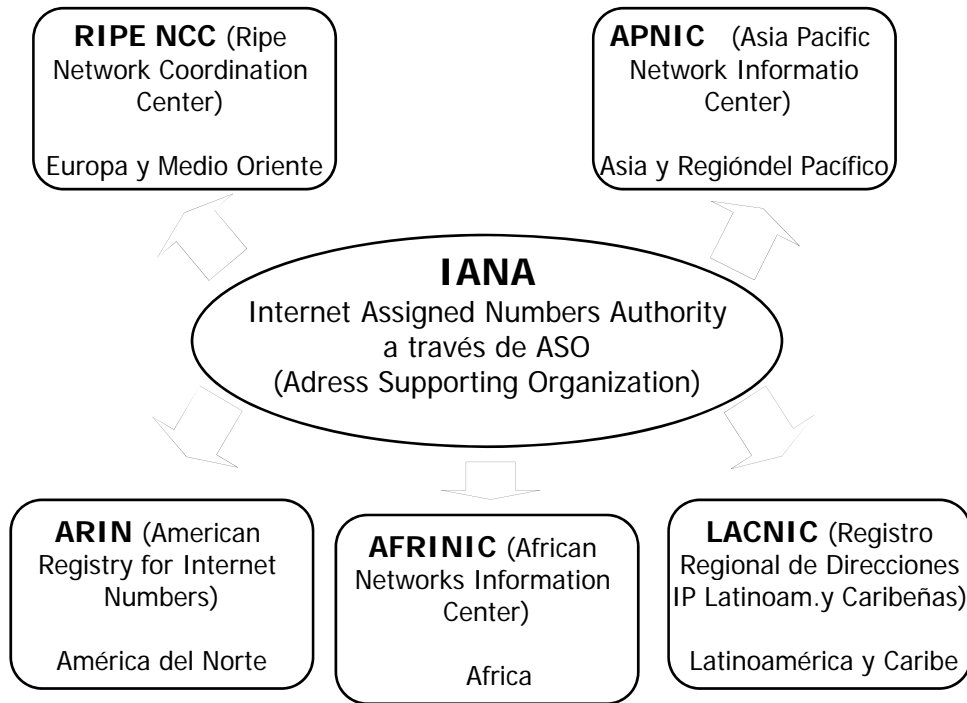 RIPE NCC (Ripe
Network Coordination
Center)
Europa y Medio Oriente
APNIC (Asia Pacific
Network Informatio
Center)
Asia y Regióndel Pacífico
IANA
Internet Assigned Numbers Authority
a través de ASO
(Adress Supporting Organization)
ARIN (American
Registry for Internet
Numbers)
América del Norte
AFRINIC (African
Networks Information
Center)
Africa
LACNIC (Registro
Regional de Direcciones
IP Latinoam.y Caribeñas)
Latinoamérica y Caribe